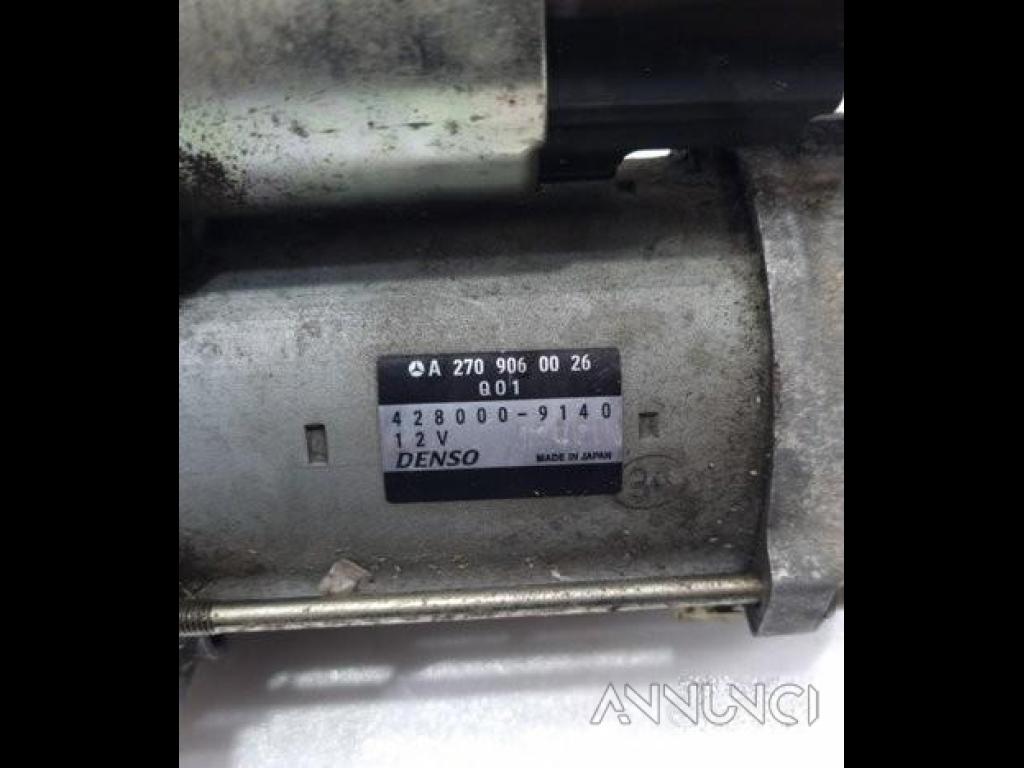 A 270 906 00 26
Q01
428000-9140
12V
DENSO MADE IN JAPAN
ANNUNCI